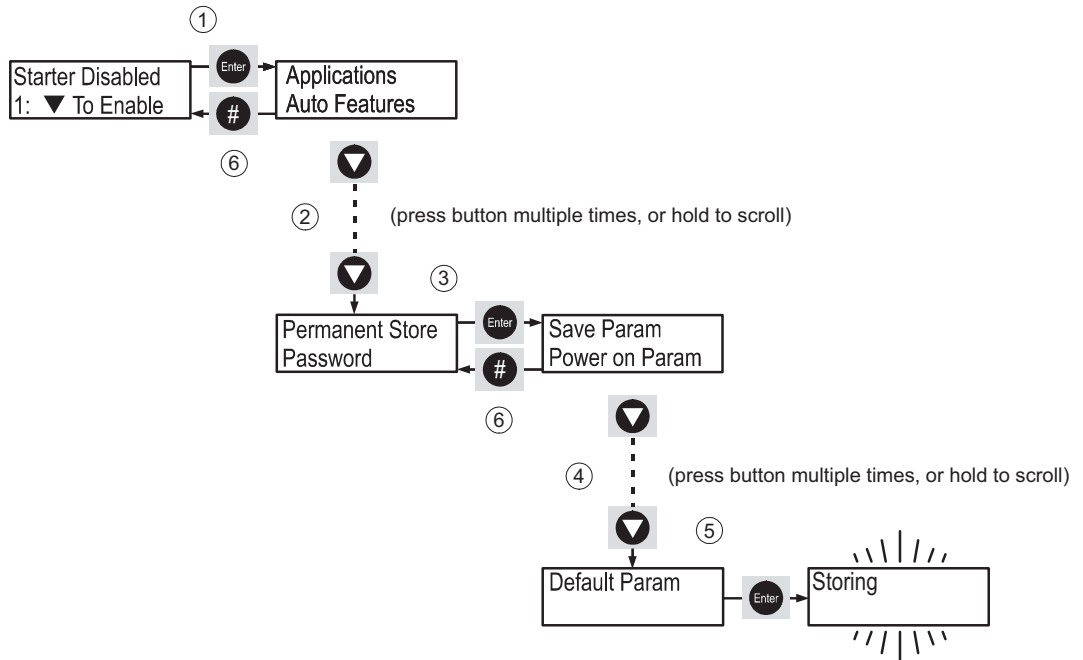 1
Starter Disabled
1: ▼ To Enable
Enter
#
Applications
Auto Features
6
2
(press button multiple times, or hold to scroll)
3
Permanent Store
Password
Enter
#
Save Param
Power on Param
6
4
(press button multiple times, or hold to scroll)
5
Default Param
Enter
Storing